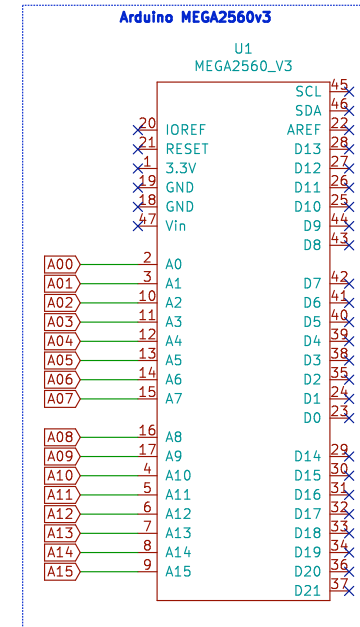 Arduino MEGA2560v3
U1
MEGA2560_V3
SCL 45
SDA 46
20 IOREF AREF 22
21 RESET D13 28
1 3.3V D12 27
19 GND D11 26
18 GND D10 25
47 Vin D9 44
D8 43
A00 2 A0
A01 3 A1 D7 42
A02 10 A2 D6 41
A03 11 A3 D5 40
A04 12 A4 D4 39
A05 13 A5 D3 38
A06 14 A6 D2 35
A07 15 A7 D1 24
D0 23
A08 16 A8
A09 17 A9 D14 29
A10 4 A10 D15 30
A11 5 A11 D16 31
A12 6 A12 D17 32
A13 7 A13 D18 33
A14 8 A14 D19 34
A15 9 A15 D20 36
D21 37